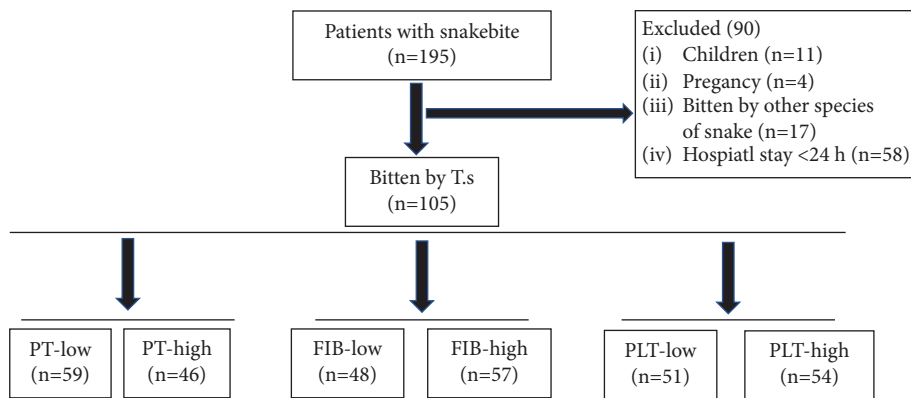 Patients with snakebite
(n=195)
Excluded (90)
(i) Children (n=11)
(ii) Pregancy (n=4)
(iii) Bitten by other species
of snake (n=17)
(iv) Hospiatl stay <24 h (n=58)
Bitten by T.s
(n=105)
PT-low
(n=59)
PT-high
(n=46)
FIB-low
(n=48)
FIB-high
(n=57)
PLT-low
(n=51)
PLT-high
(n=54)